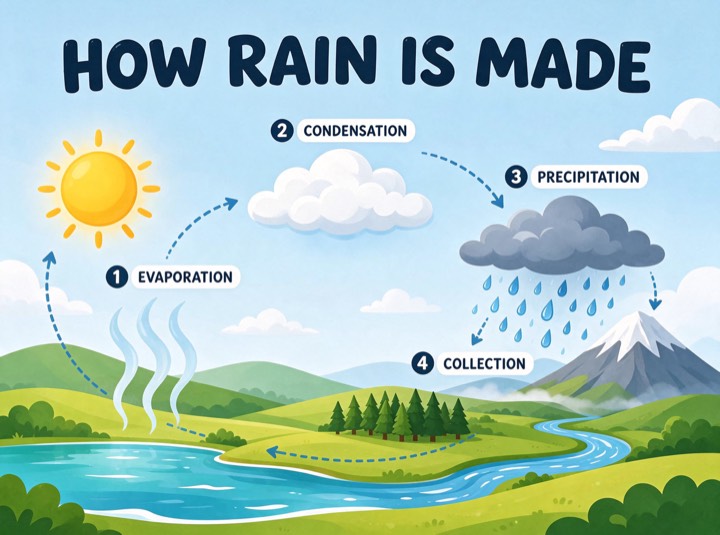 HOW RAIN IS MADE
1 EVAPORATION
2 CONDENSATION
3 PRECIPITATION
4 COLLECTION